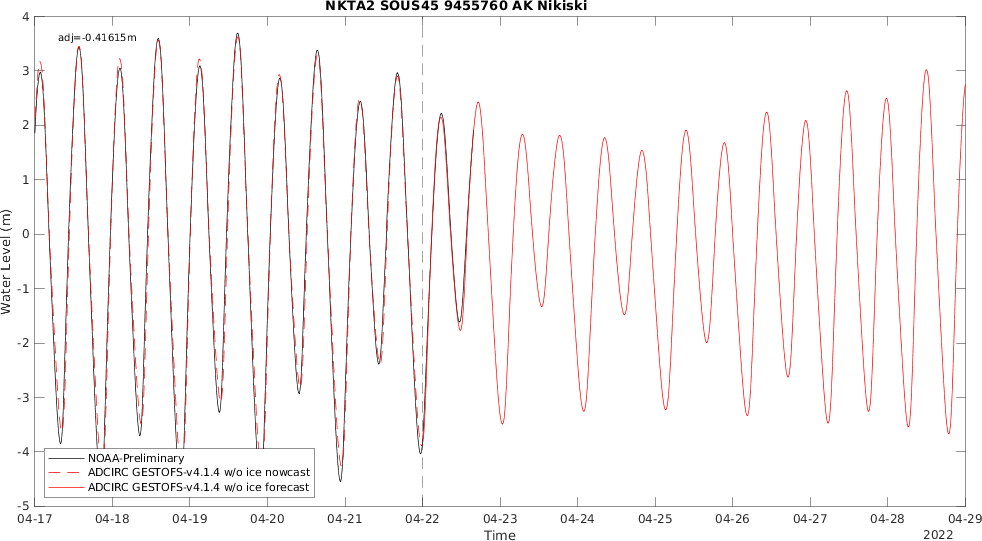 NKTA2 SOUS45 9455760 AK Nikiski
adj=-0.41615m
4
3
2
1
0
-1
-2
-3
-4
-5
Water Level (m)
NOAA-Preliminary
ADCIRC GESTOFS-v4.1.4 w/o ice nowcast
ADCIRC GESTOFS-v4.1.4 w/o ice forecast
04-17 04-18 04-19 04-20 04-21 04-22 04-23 04-24 04-25 04-26 04-27 04-28 04-29
Time
2022